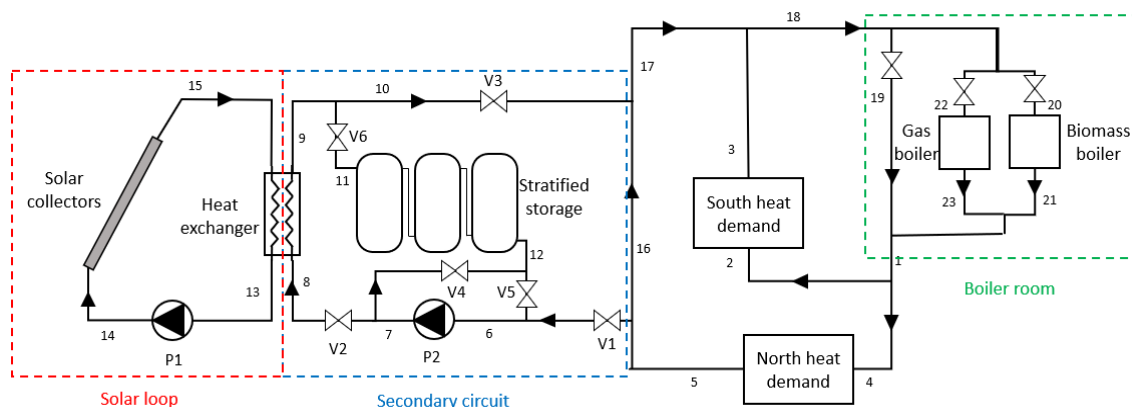 18
15
10
V3
17
19
22
20
9
V6
Gas
boiler
Biomass
boiler
3
Solar
collectors
Heat
exchanger
11
Stratified
storage
South heat
demand
23
21
12
16
2
1
8
V4
V5
13
Boiler room
14
P1
V2
7
P2
6
V1
North heat
demand
5
4
Solar loop
Secondary circuit